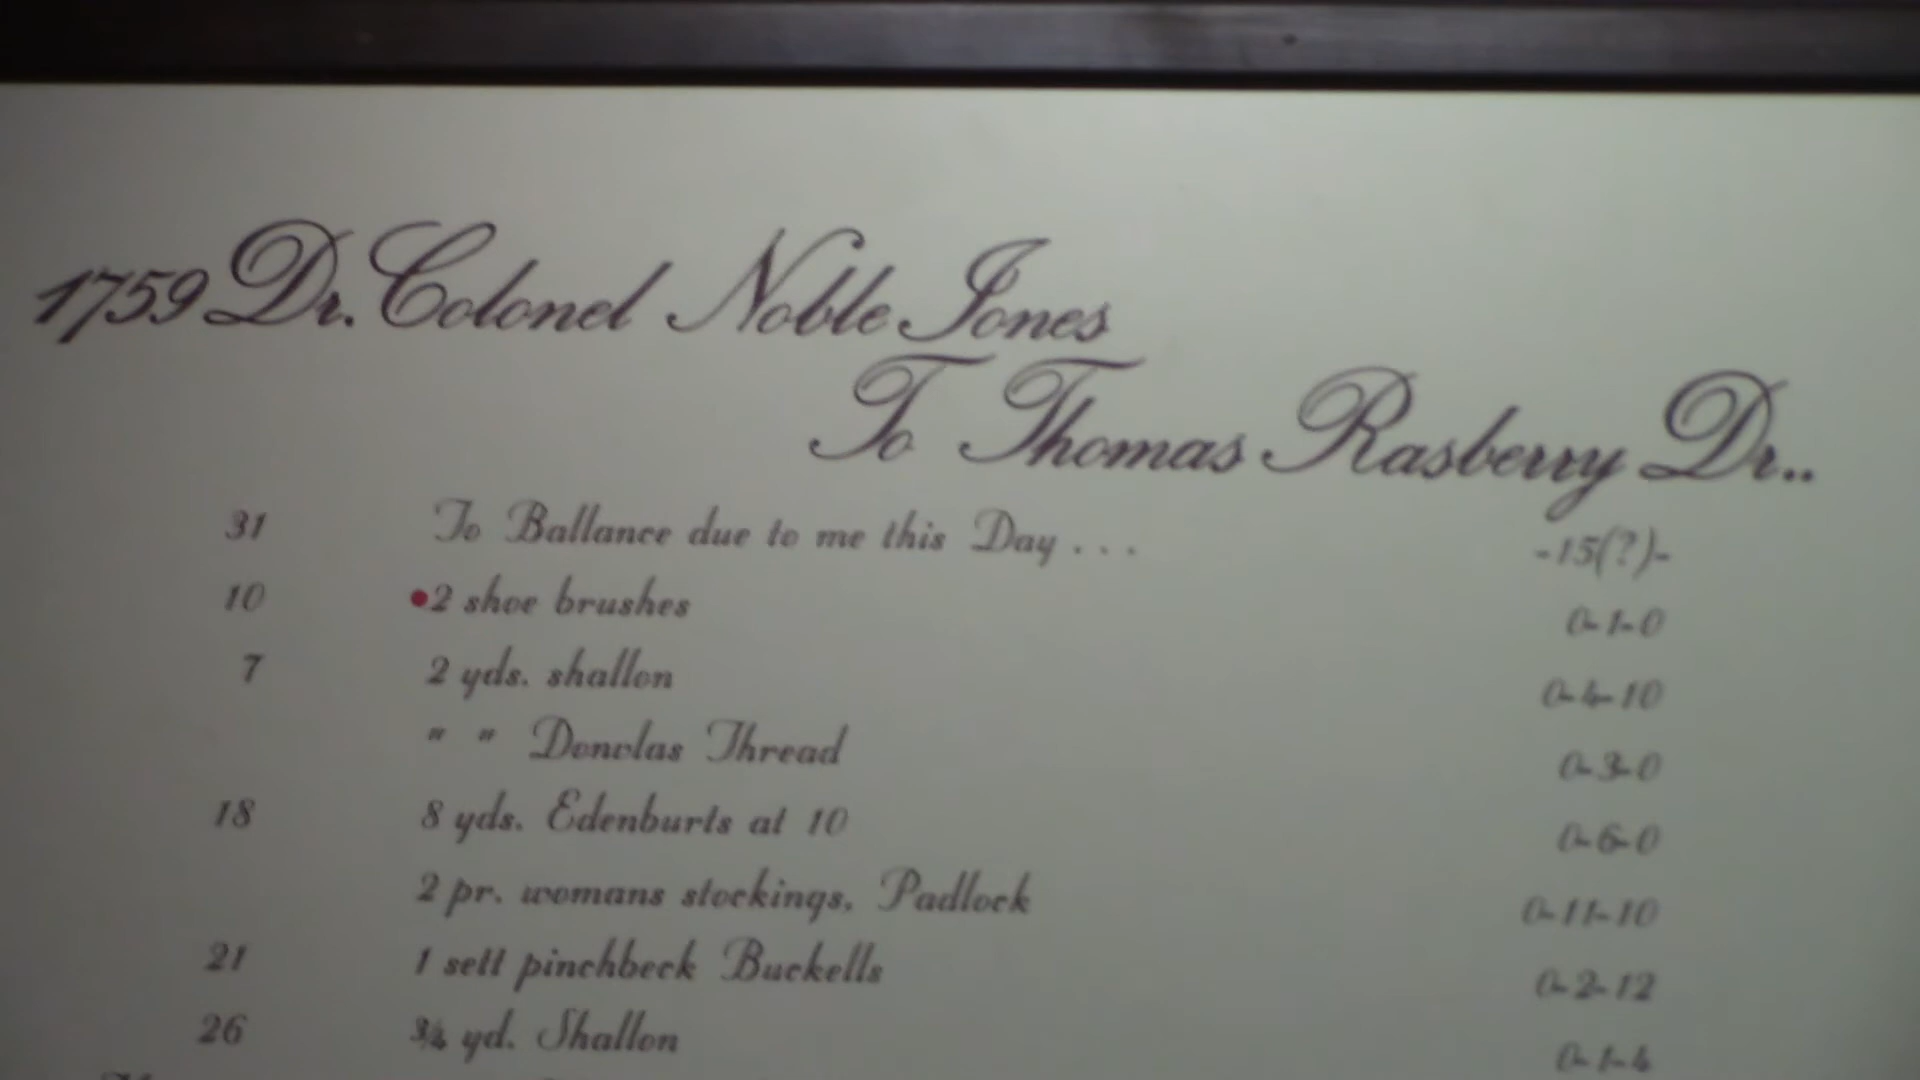 1759 Dr. Colonel Noble Jones
To Thomas Rasberry Dr..
31 To Ballance due to me this Day . . . -15(?)-
10 •2 shoe brushes 0-1-0
7 2 yds. shallon 0-4-10
" " Donolas Thread 0-3-0
18 8 yds. Edenburts at 10 0-6-0
2 pr. womans stockings, Padlock 0-11-10
21 1 sett pinchbeck Buckells 0-2-12
26 3/4 yd. Shallon 0-1-4